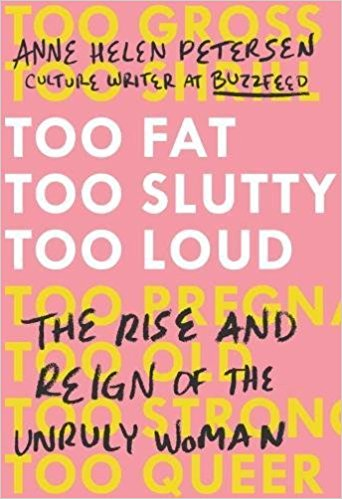 TOO GROSS
ANNE HELEN PETERSEN
TOO SHRILL
CULTURE WRITER AT BUZZFEED
TOO FAT
TOO SLUTTY
TOO LOUD
TOO PREGNA
THE RISE AND
TOO OLD
REIGN OF THE
TOO STRONG
UNRULY WOMAN
TOO QUEER